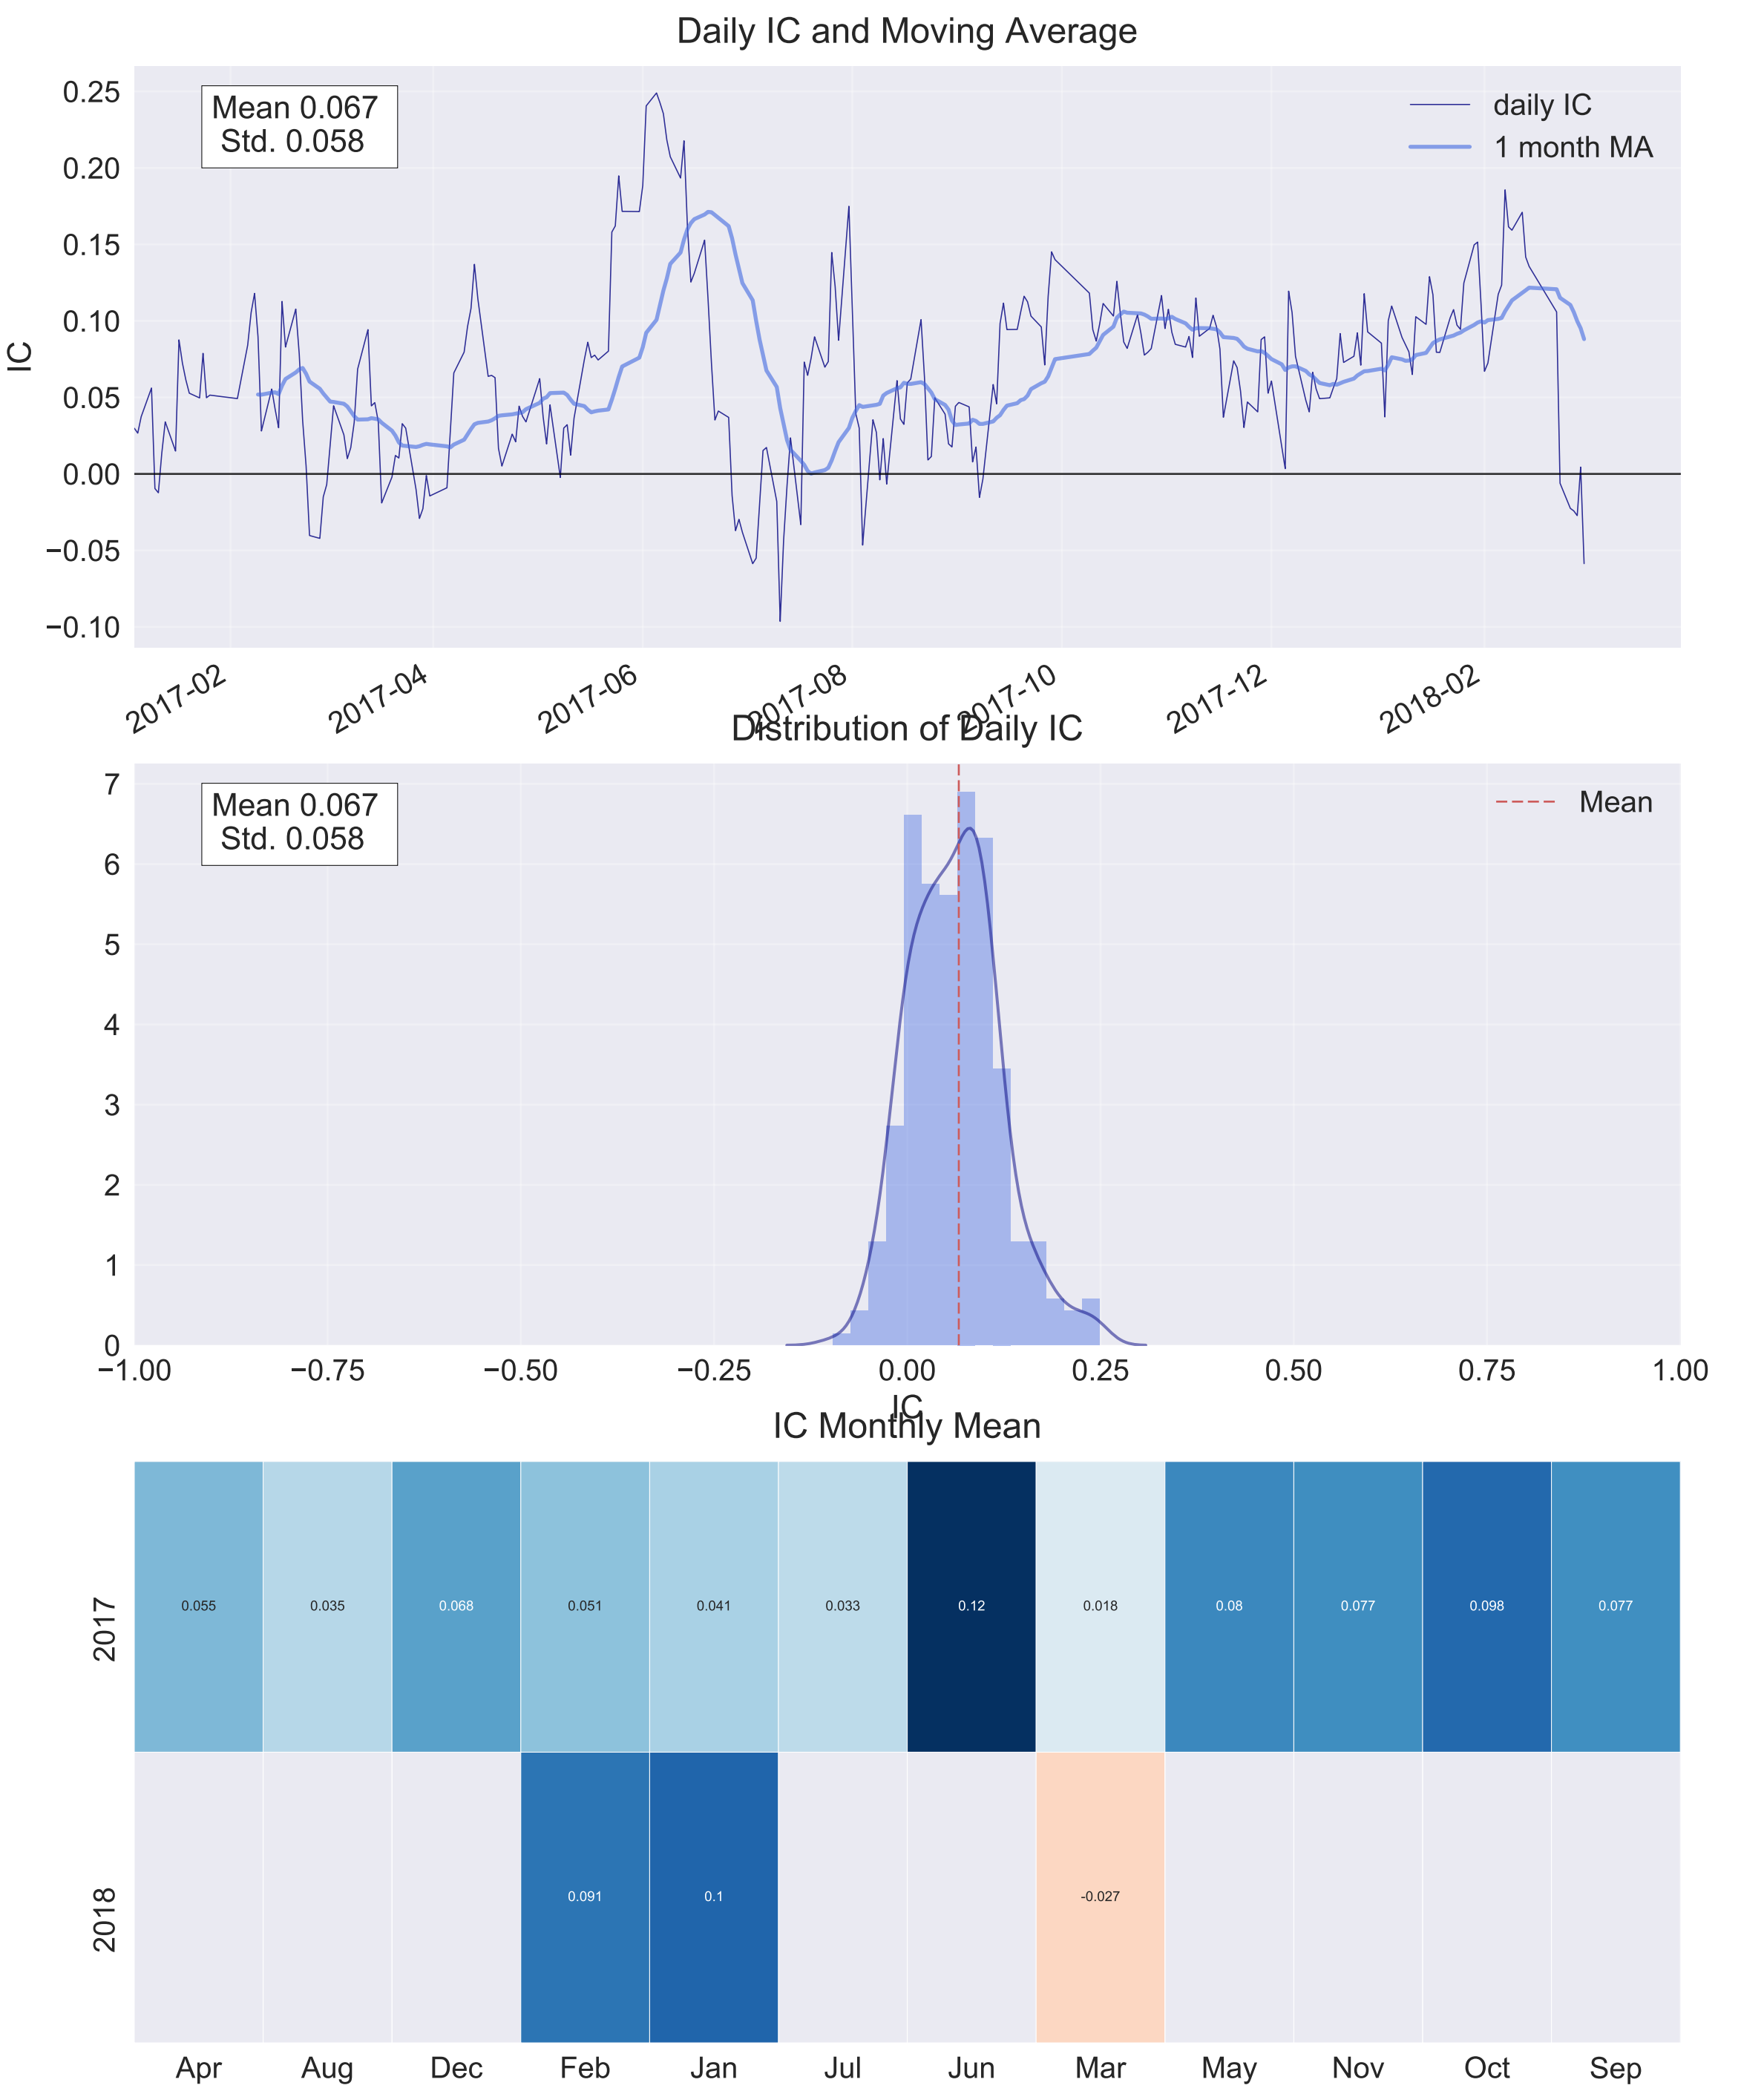 Daily IC and Moving Average
0.25
0.20
0.15
0.10
0.05
0.00
−0.05
−0.10
IC
Mean 0.067
Std. 0.058
daily IC
1 month MA
2017-02 2017-04 2017-06 2017-08 2017-10 2017-12 2018-02
Distribution of Daily IC
7
6
5
4
3
2
1
0
Mean 0.067
Std. 0.058
Mean
−1.00 −0.75 −0.50 −0.25 0.00 0.25 0.50 0.75 1.00
IC
IC Monthly Mean
2017
0.055 0.035 0.068 0.051 0.041 0.033 0.12 0.018 0.08 0.077 0.098 0.077
2018
0.091 0.1 -0.027
Apr Aug Dec Feb Jan Jul Jun Mar May Nov Oct Sep